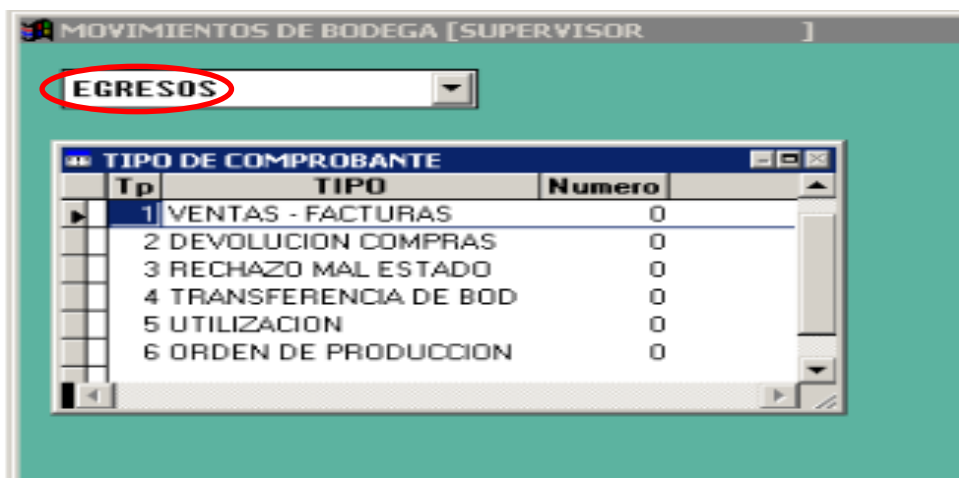 MOVIMIENTOS DE BODEGA [SUPERVISOR ]
EGRESOS
TIPO DE COMPROBANTE
Tp TIPO Numero
1 VENTAS - FACTURAS 0
2 DEVOLUCION COMPRAS 0
3 RECHAZO MAL ESTADO 0
4 TRANSFERENCIA DE BOD 0
5 UTILIZACION 0
6 ORDEN DE PRODUCCION 0